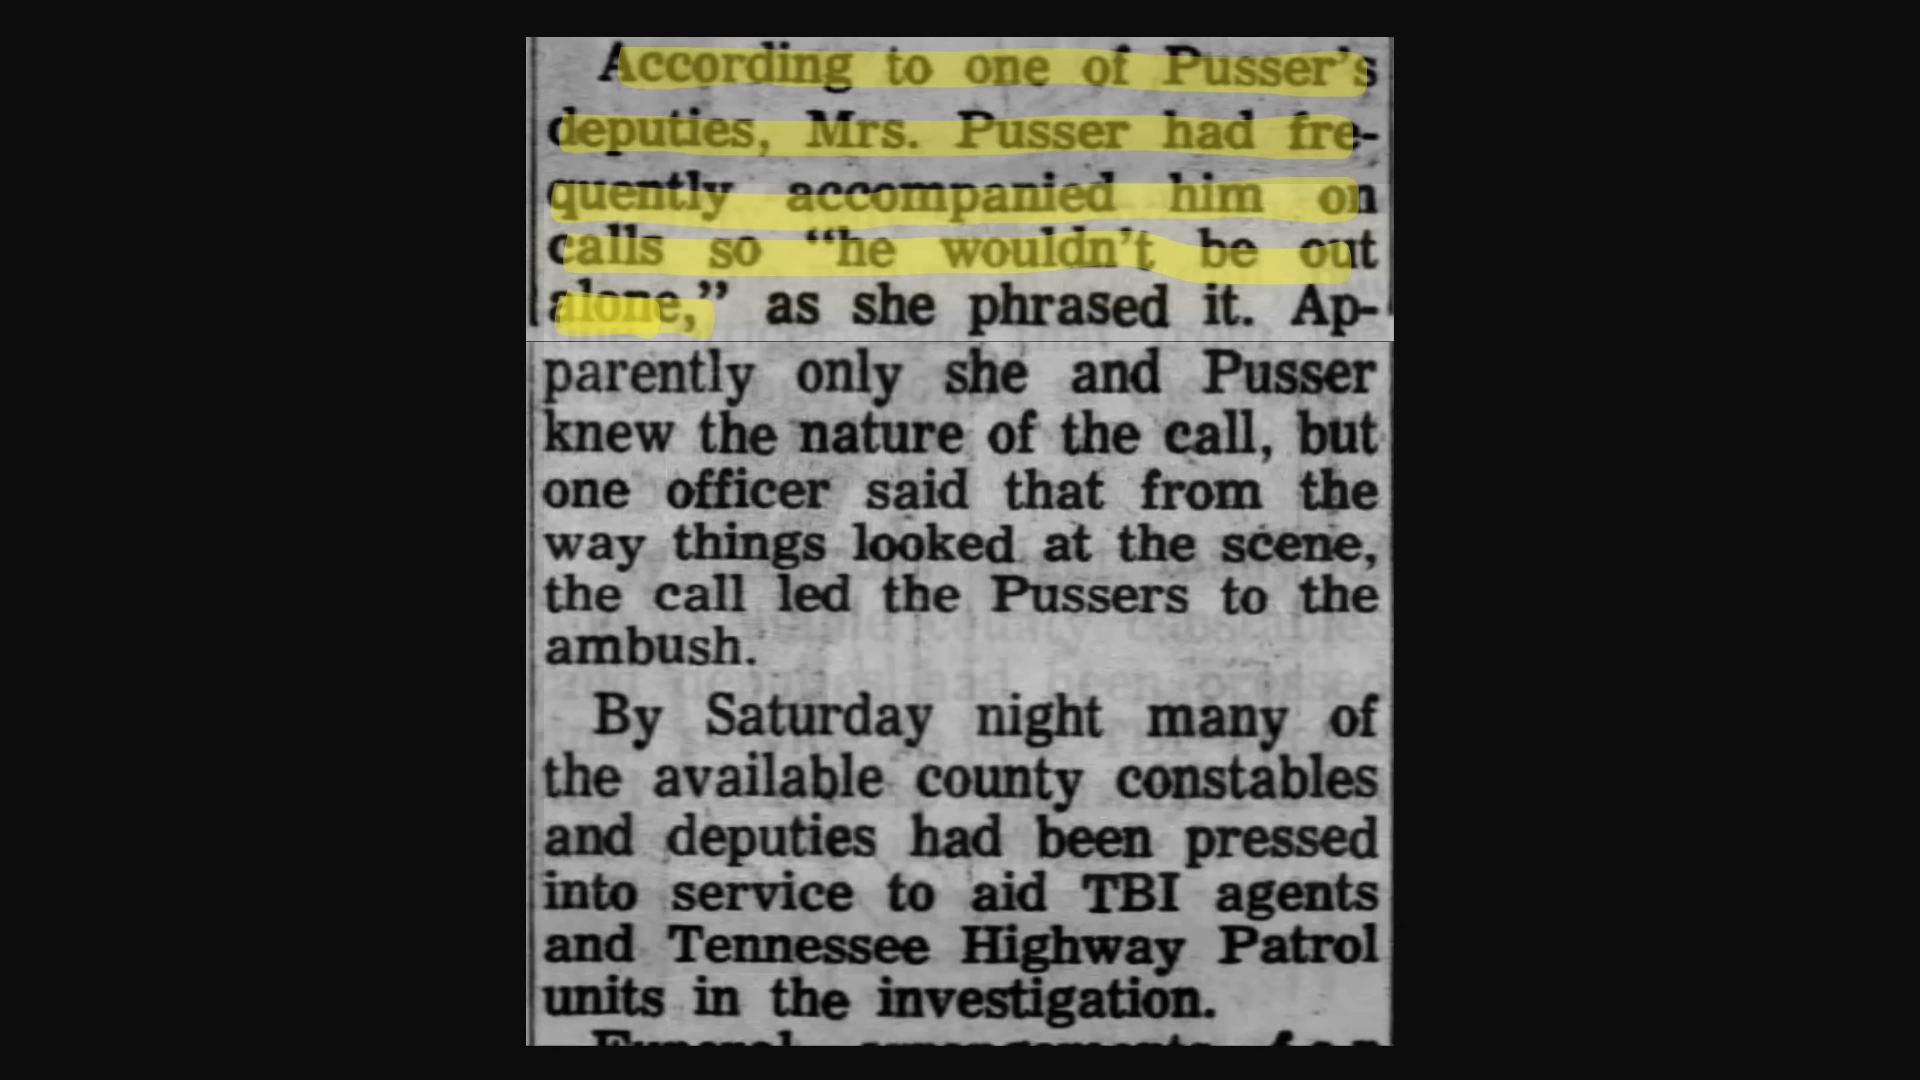 According to one of Pusser's
deputies, Mrs. Pusser had fre-
quently accompanied him on
calls so “he wouldn't be out
alone,” as she phrased it. Ap-
parently only she and Pusser
knew the nature of the call, but
one officer said that from the
way things looked at the scene,
the call led the Pussers to the
ambush.
By Saturday night many of
the available county constables
and deputies had been pressed
into service to aid TBI agents
and Tennessee Highway Patrol
units in the investigation.
Funeral arrangements for